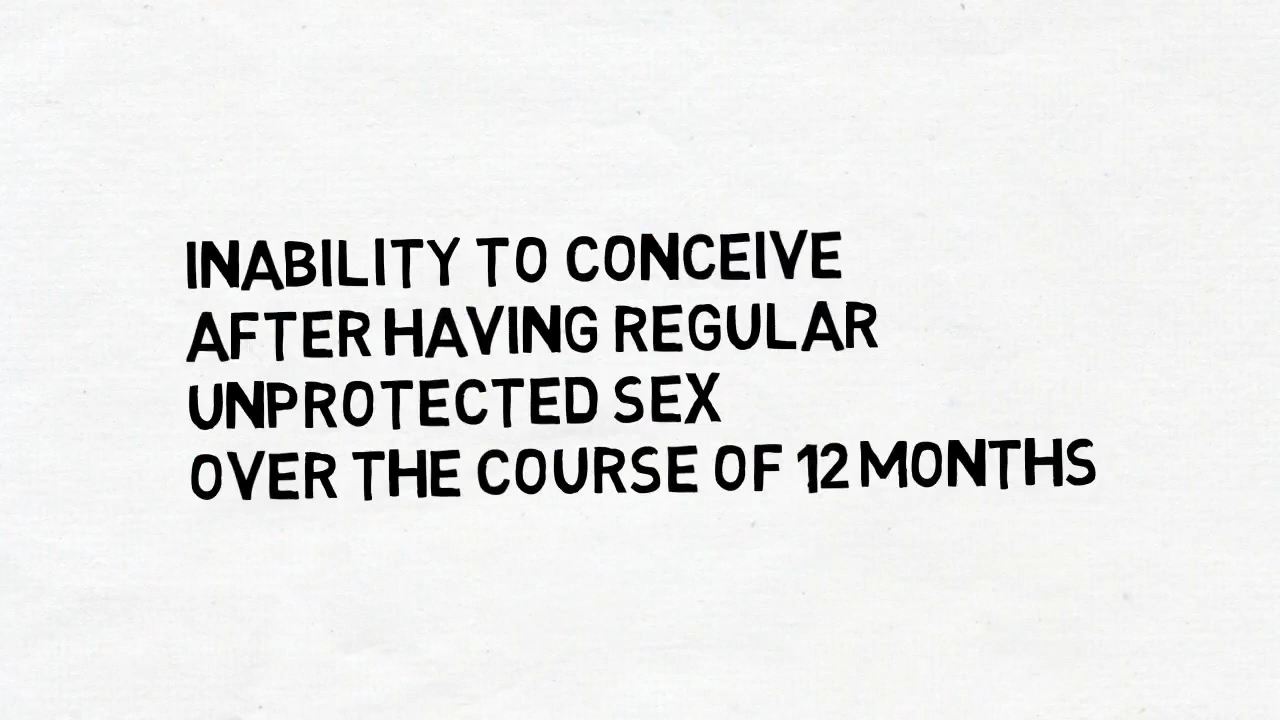 INABILITY TO CONCEIVE
AFTER HAVING REGULAR
UNPROTECTED SEX
OVER THE COURSE OF 12 MONTHS